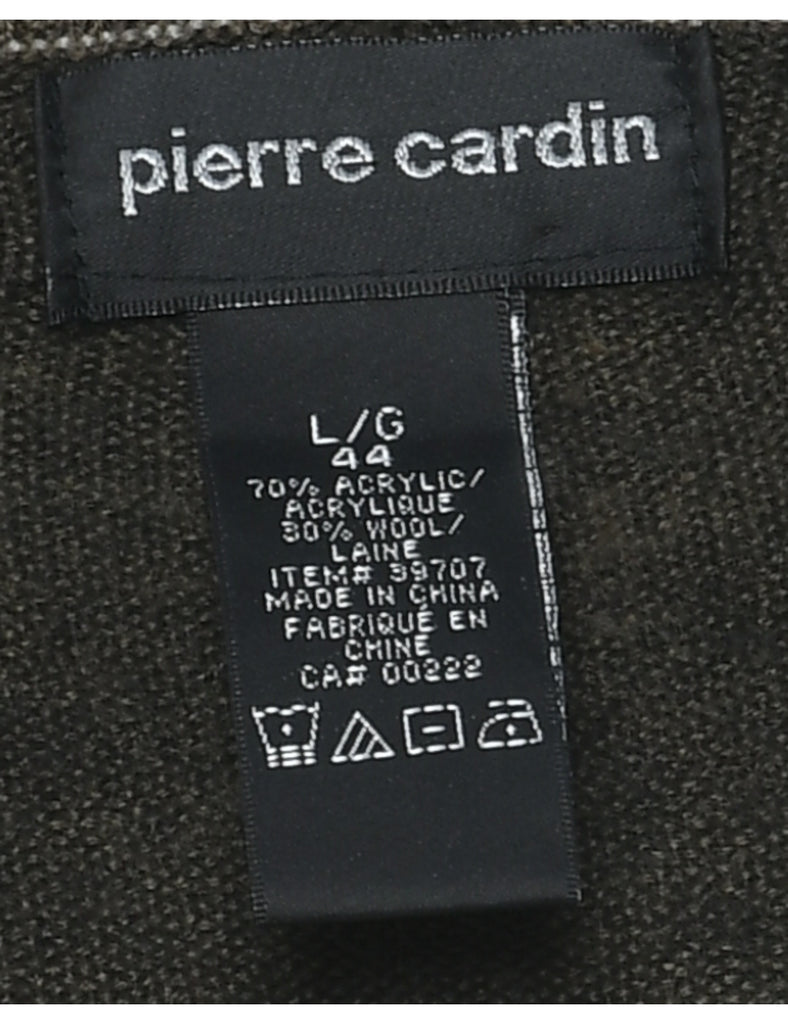 pierre cardin
L/G
44
70% ACRYLIC/
ACRYLIQUE
30% WOOL/
LAINE
ITEM# 39707
MADE IN CHINA
FABRIQUÉ EN
CHINE
CA# 00222